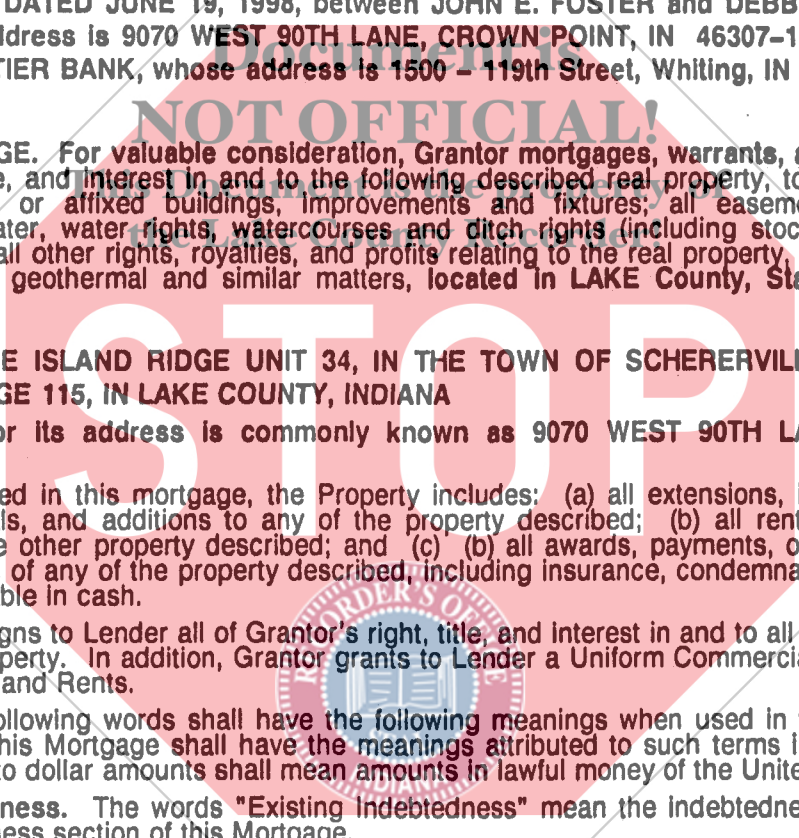 DATED JUNE 19, 1998, between JOHN E. FOSTER and DEBB
ddress is 9070 WEST 90TH LANE, CROWN POINT, IN 46307-1
TIER BANK, whose address is 1500 - 119th Street, Whiting, IN
Document is
NOT OFFICIAL!
This Document is the property of
the Lake County Recorder!
GE. For valuable consideration, Grantor mortgages, warrants, a
e, and interest in and to the following described real property, to
or affixed buildings, improvements and fixtures; all easeme
ater, water rights, watercourses and ditch rights (including stoc
all other rights, royalties, and profits relating to the real property,
geothermal and similar matters, located in LAKE County, Sta
STOP
E ISLAND RIDGE UNIT 34, IN THE TOWN OF SCHERERVILL
GE 115, IN LAKE COUNTY, INDIANA
or its address is commonly known as 9070 WEST 90TH LA
ed in this mortgage, the Property includes: (a) all extensions, i
ls, and additions to any of the property described; (b) all rent
e other property described; and (c) (b) all awards, payments, o
of any of the property described, including insurance, condemna
ble in cash.
RECORDER'S OFFICE
INDIANA
gns to Lender all of Grantor's right, title, and interest in and to all
perty. In addition, Grantor grants to Lender a Uniform Commercia
and Rents.
ollowing words shall have the following meanings when used in
his Mortgage shall have the meanings attributed to such terms i
to dollar amounts shall mean amounts in lawful money of the Unite
ness. The words "Existing Indebtedness" mean the indebtedne
ness section of this Mortgage.